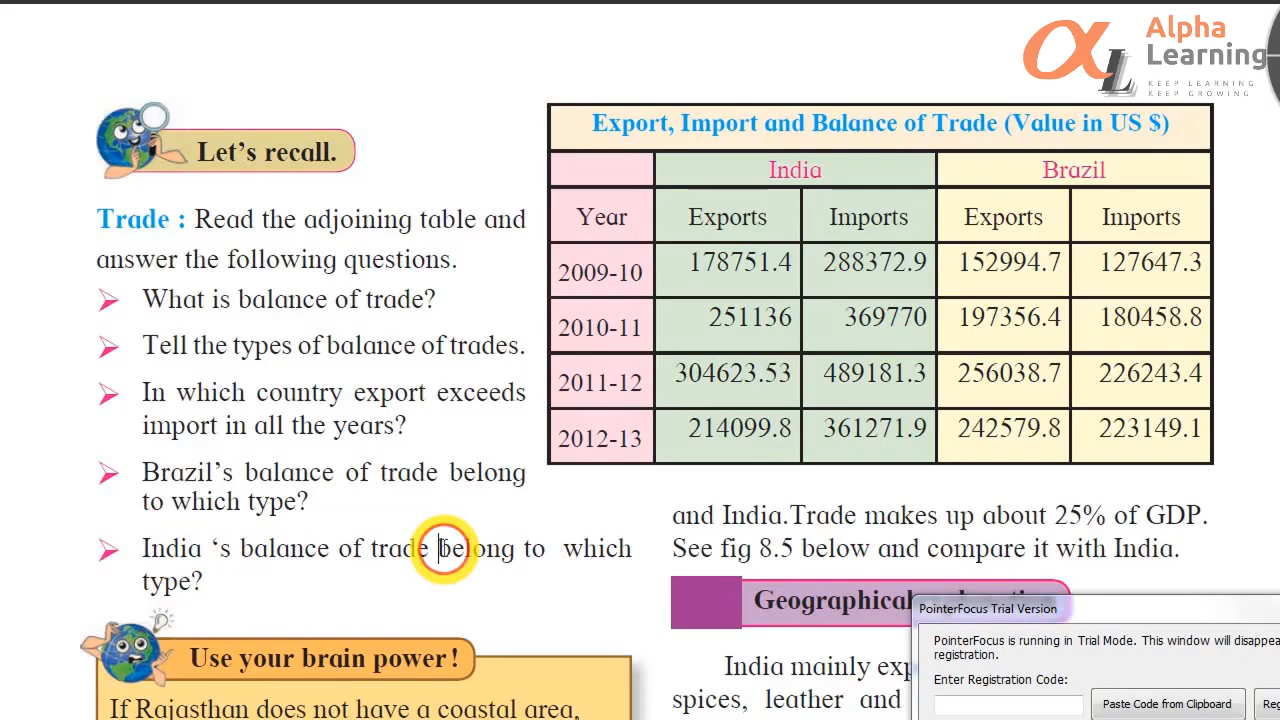 Alpha
Learning
KEEP LEARNING
KEEP GROWING
Let's recall.
Trade : Read the adjoining table and
answer the following questions.
➢ What is balance of trade?
➢ Tell the types of balance of trades.
➢ In which country export exceeds
import in all the years?
➢ Brazil's balance of trade belong
to which type?
➢ India 's balance of trade belong to which
type?
Use your brain power !
If Rajasthan does not have a coastal area,
Export, Import and Balance of Trade (Value in US $)
India Brazil
Year Exports Imports Exports Imports
2009-10 178751.4 288372.9 152994.7 127647.3
2010-11 251136 369770 197356.4 180458.8
2011-12 304623.53 489181.3 256038.7 226243.4
2012-13 214099.8 361271.9 242579.8 223149.1
and India.Trade makes up about 25% of GDP.
See fig 8.5 below and compare it with India.
Geographical
India mainly
spices, leather and
PointerFocus Trial Version
PointerFocus is running in Trial Mode. This window will
registration.
Enter Registration Code:
Paste Code from Clipboard